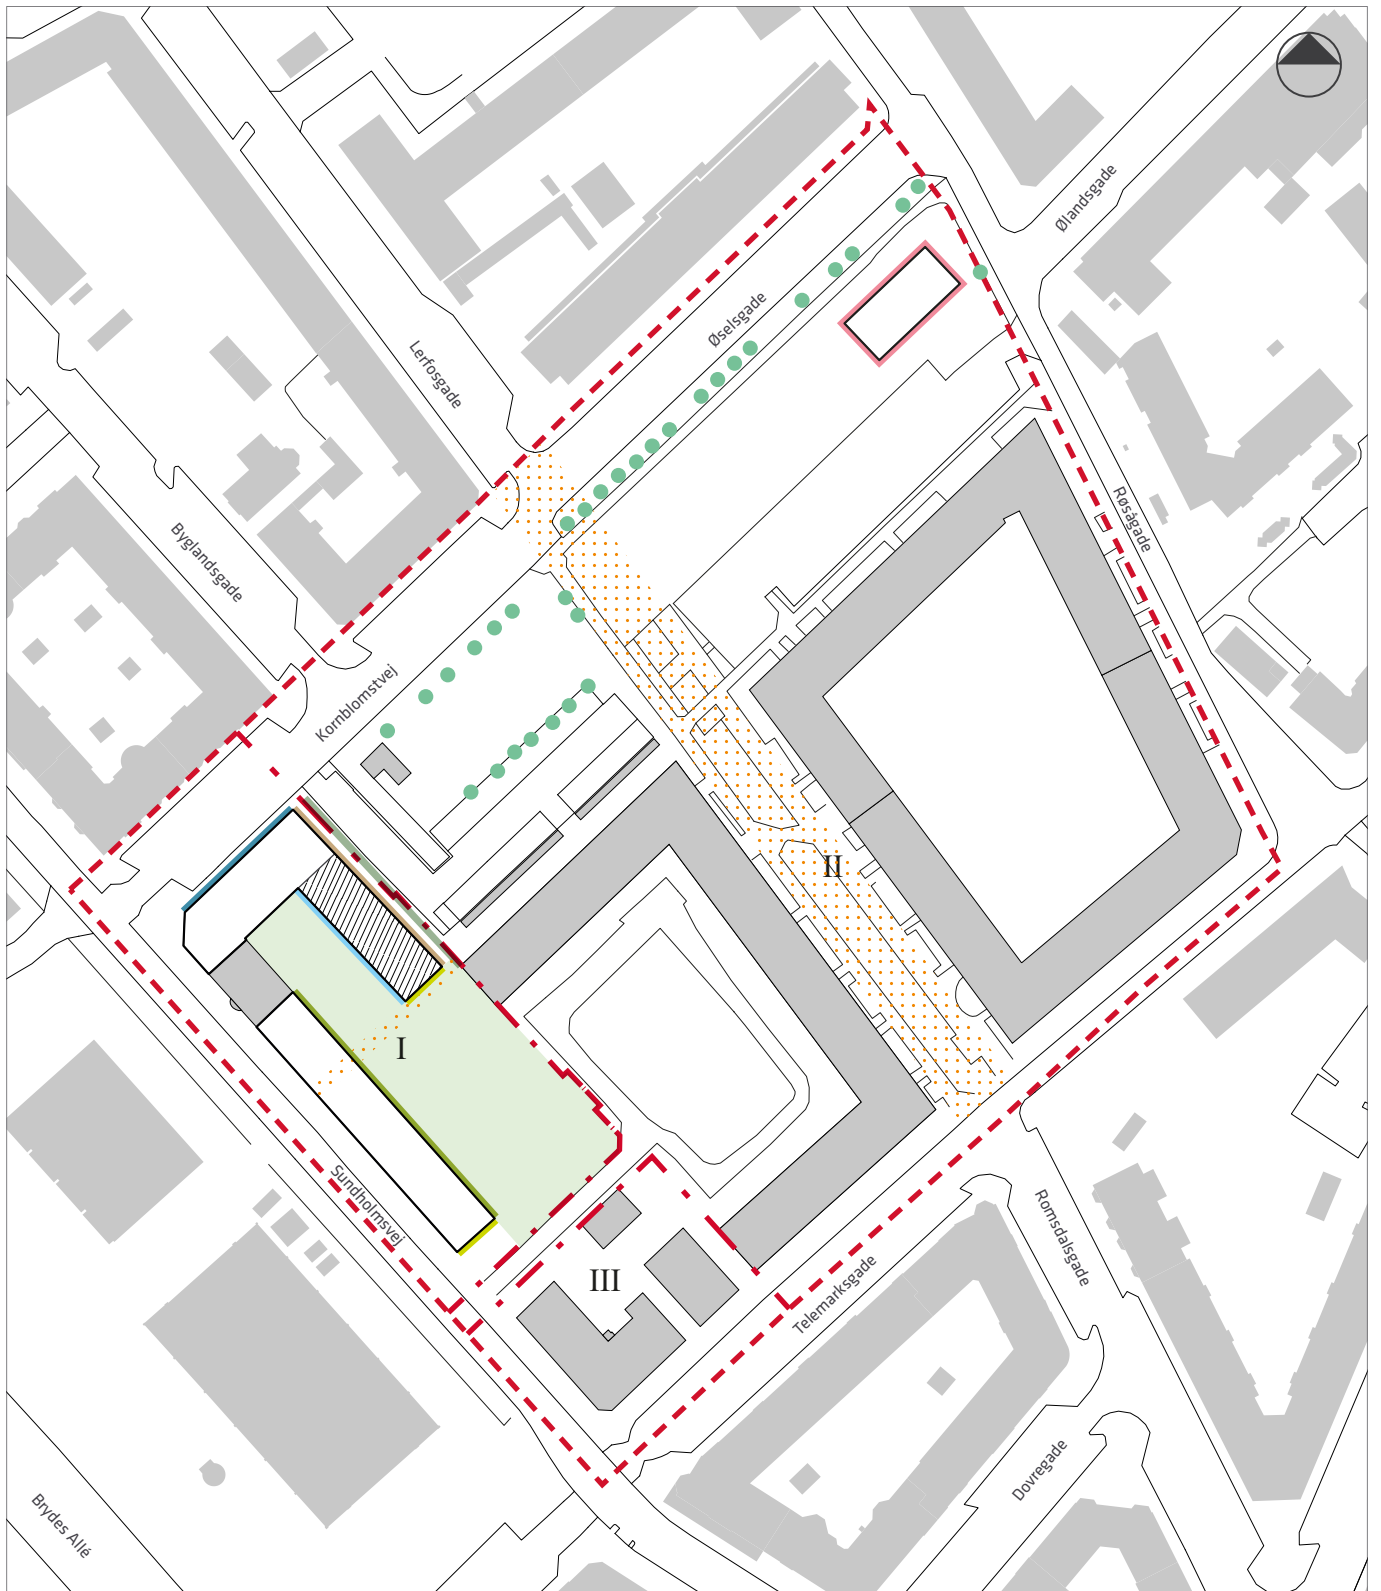 Ølandsgade
Øselsgade
Lerfosgade
Røsågade
Byglandsgade
Kornblomstvej
II
I
Sundholmsvej
III
Romsdalsgade
Telemarksgade
Dovregade
Brydes Allé